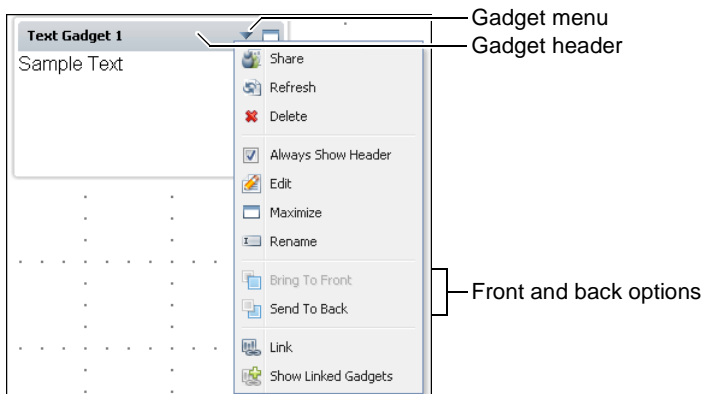 Gadget menu
Text Gadget 1
Gadget header
Sample Text
Share
Refresh
Delete
Always Show Header
Edit
Maximize
Rename
Bring To Front
Front and back options
Send To Back
Link
Show Linked Gadgets